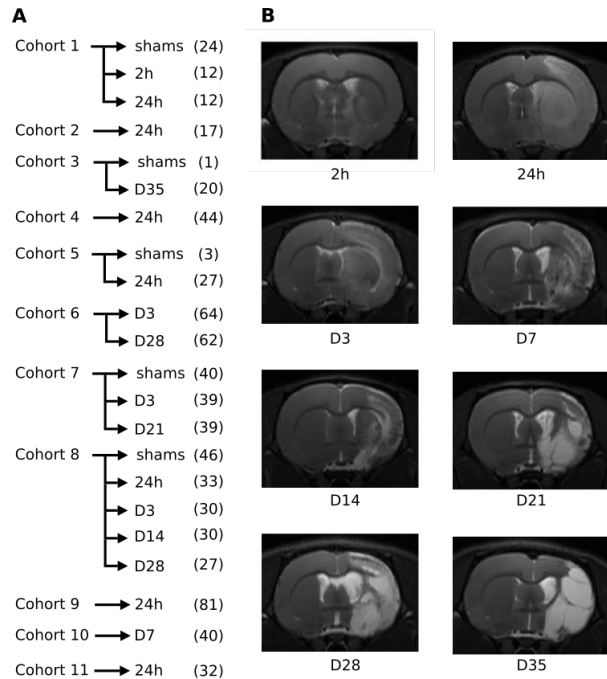 A
B
Cohort 1 shams (24)
2h (12)
24h (12)
Cohort 2 24h (17)
Cohort 3 shams (1)
D35 (20)
Cohort 4 24h (44)
Cohort 5 shams (3)
24h (27)
Cohort 6 D3 (64)
D28 (62)
Cohort 7 shams (40)
D3 (39)
D21 (39)
Cohort 8 shams (46)
24h (33)
D3 (30)
D14 (30)
D28 (27)
Cohort 9 24h (81)
Cohort 10 D7 (40)
Cohort 11 24h (32)
2h
24h
D3
D7
D14
D21
D28
D35